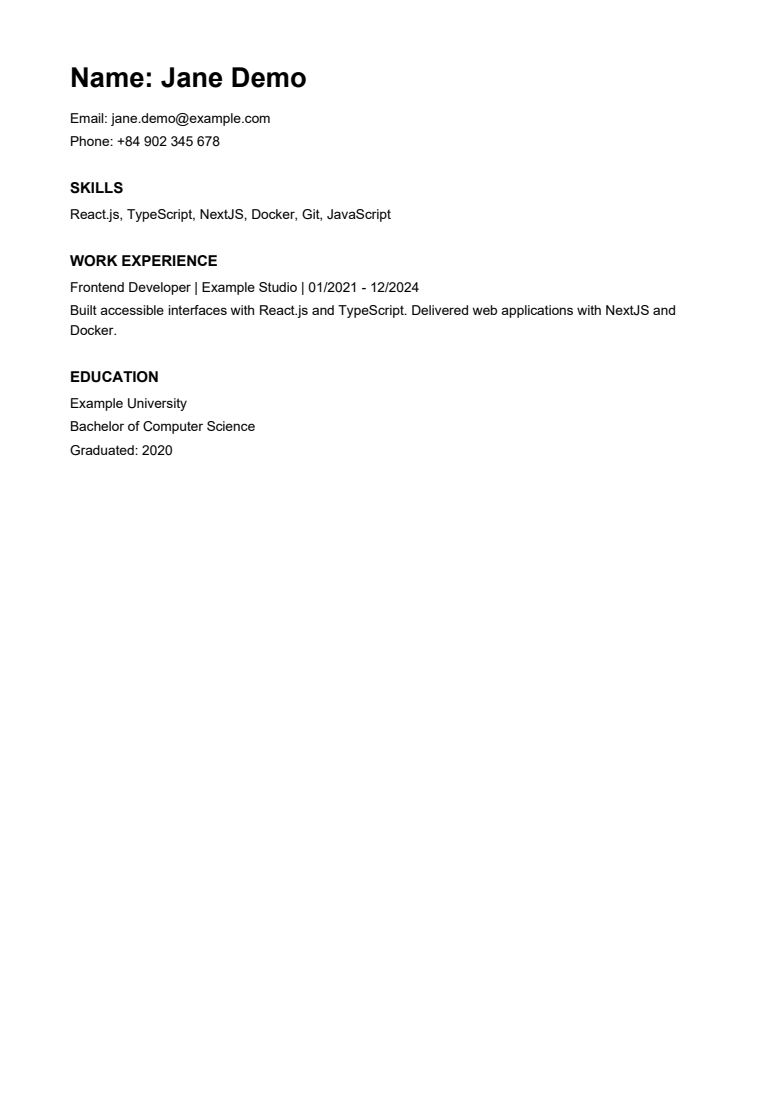 Name: Jane Demo
Email: jane.demo@example.com
Phone: +84 902 345 678
SKILLS
React.js, TypeScript, NextJS, Docker, Git, JavaScript
WORK EXPERIENCE
Frontend Developer | Example Studio | 01/2021 - 12/2024
Built accessible interfaces with React.js and TypeScript. Delivered web applications with NextJS and
Docker.
EDUCATION
Example University
Bachelor of Computer Science
Graduated: 2020